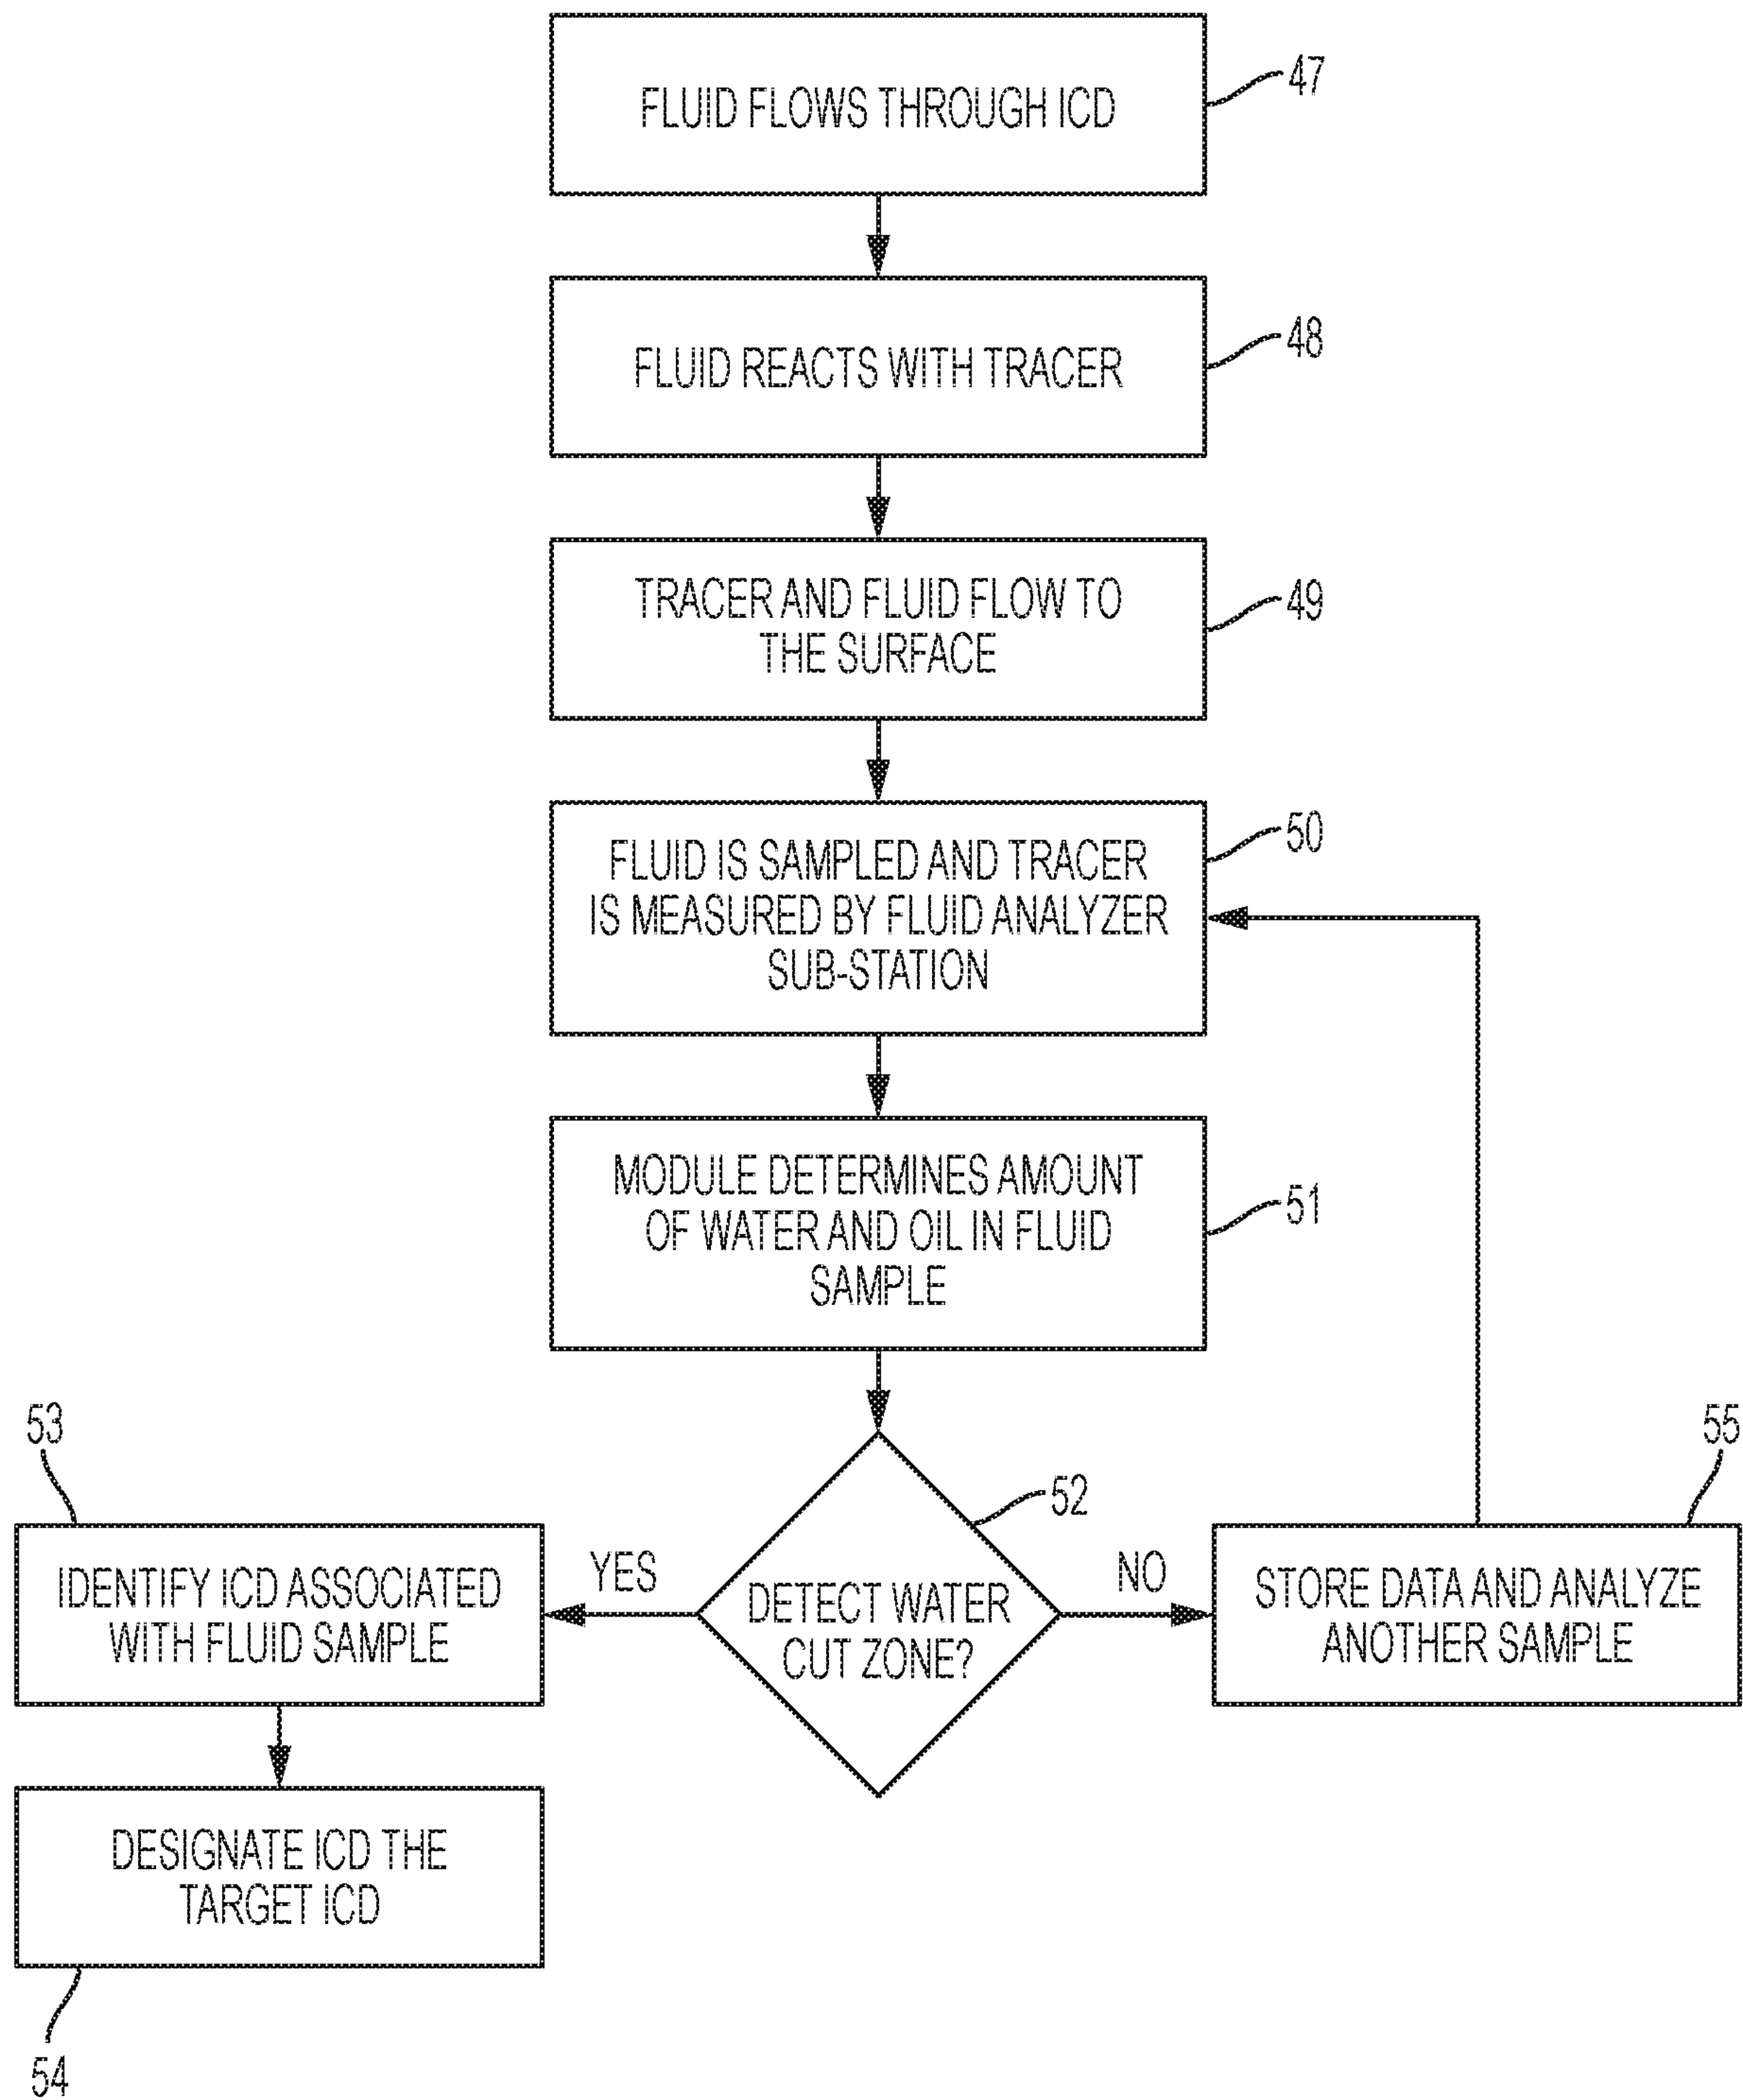 FLUID FLOWS THROUGH ICD
47
FLUID REACTS WITH TRACER
48
TRACER AND FLUID FLOW TO
THE SURFACE
49
FLUID IS SAMPLED AND TRACER
IS MEASURED BY FLUID ANALYZER
SUB-STATION
50
MODULE DETERMINES AMOUNT
OF WATER AND OIL IN FLUID
SAMPLE
51
DETECT WATER
CUT ZONE?
52
YES
53
IDENTIFY ICD ASSOCIATED
WITH FLUID SAMPLE
DESIGNATE ICD THE
TARGET ICD
54
NO
55
STORE DATA AND ANALYZE
ANOTHER SAMPLE